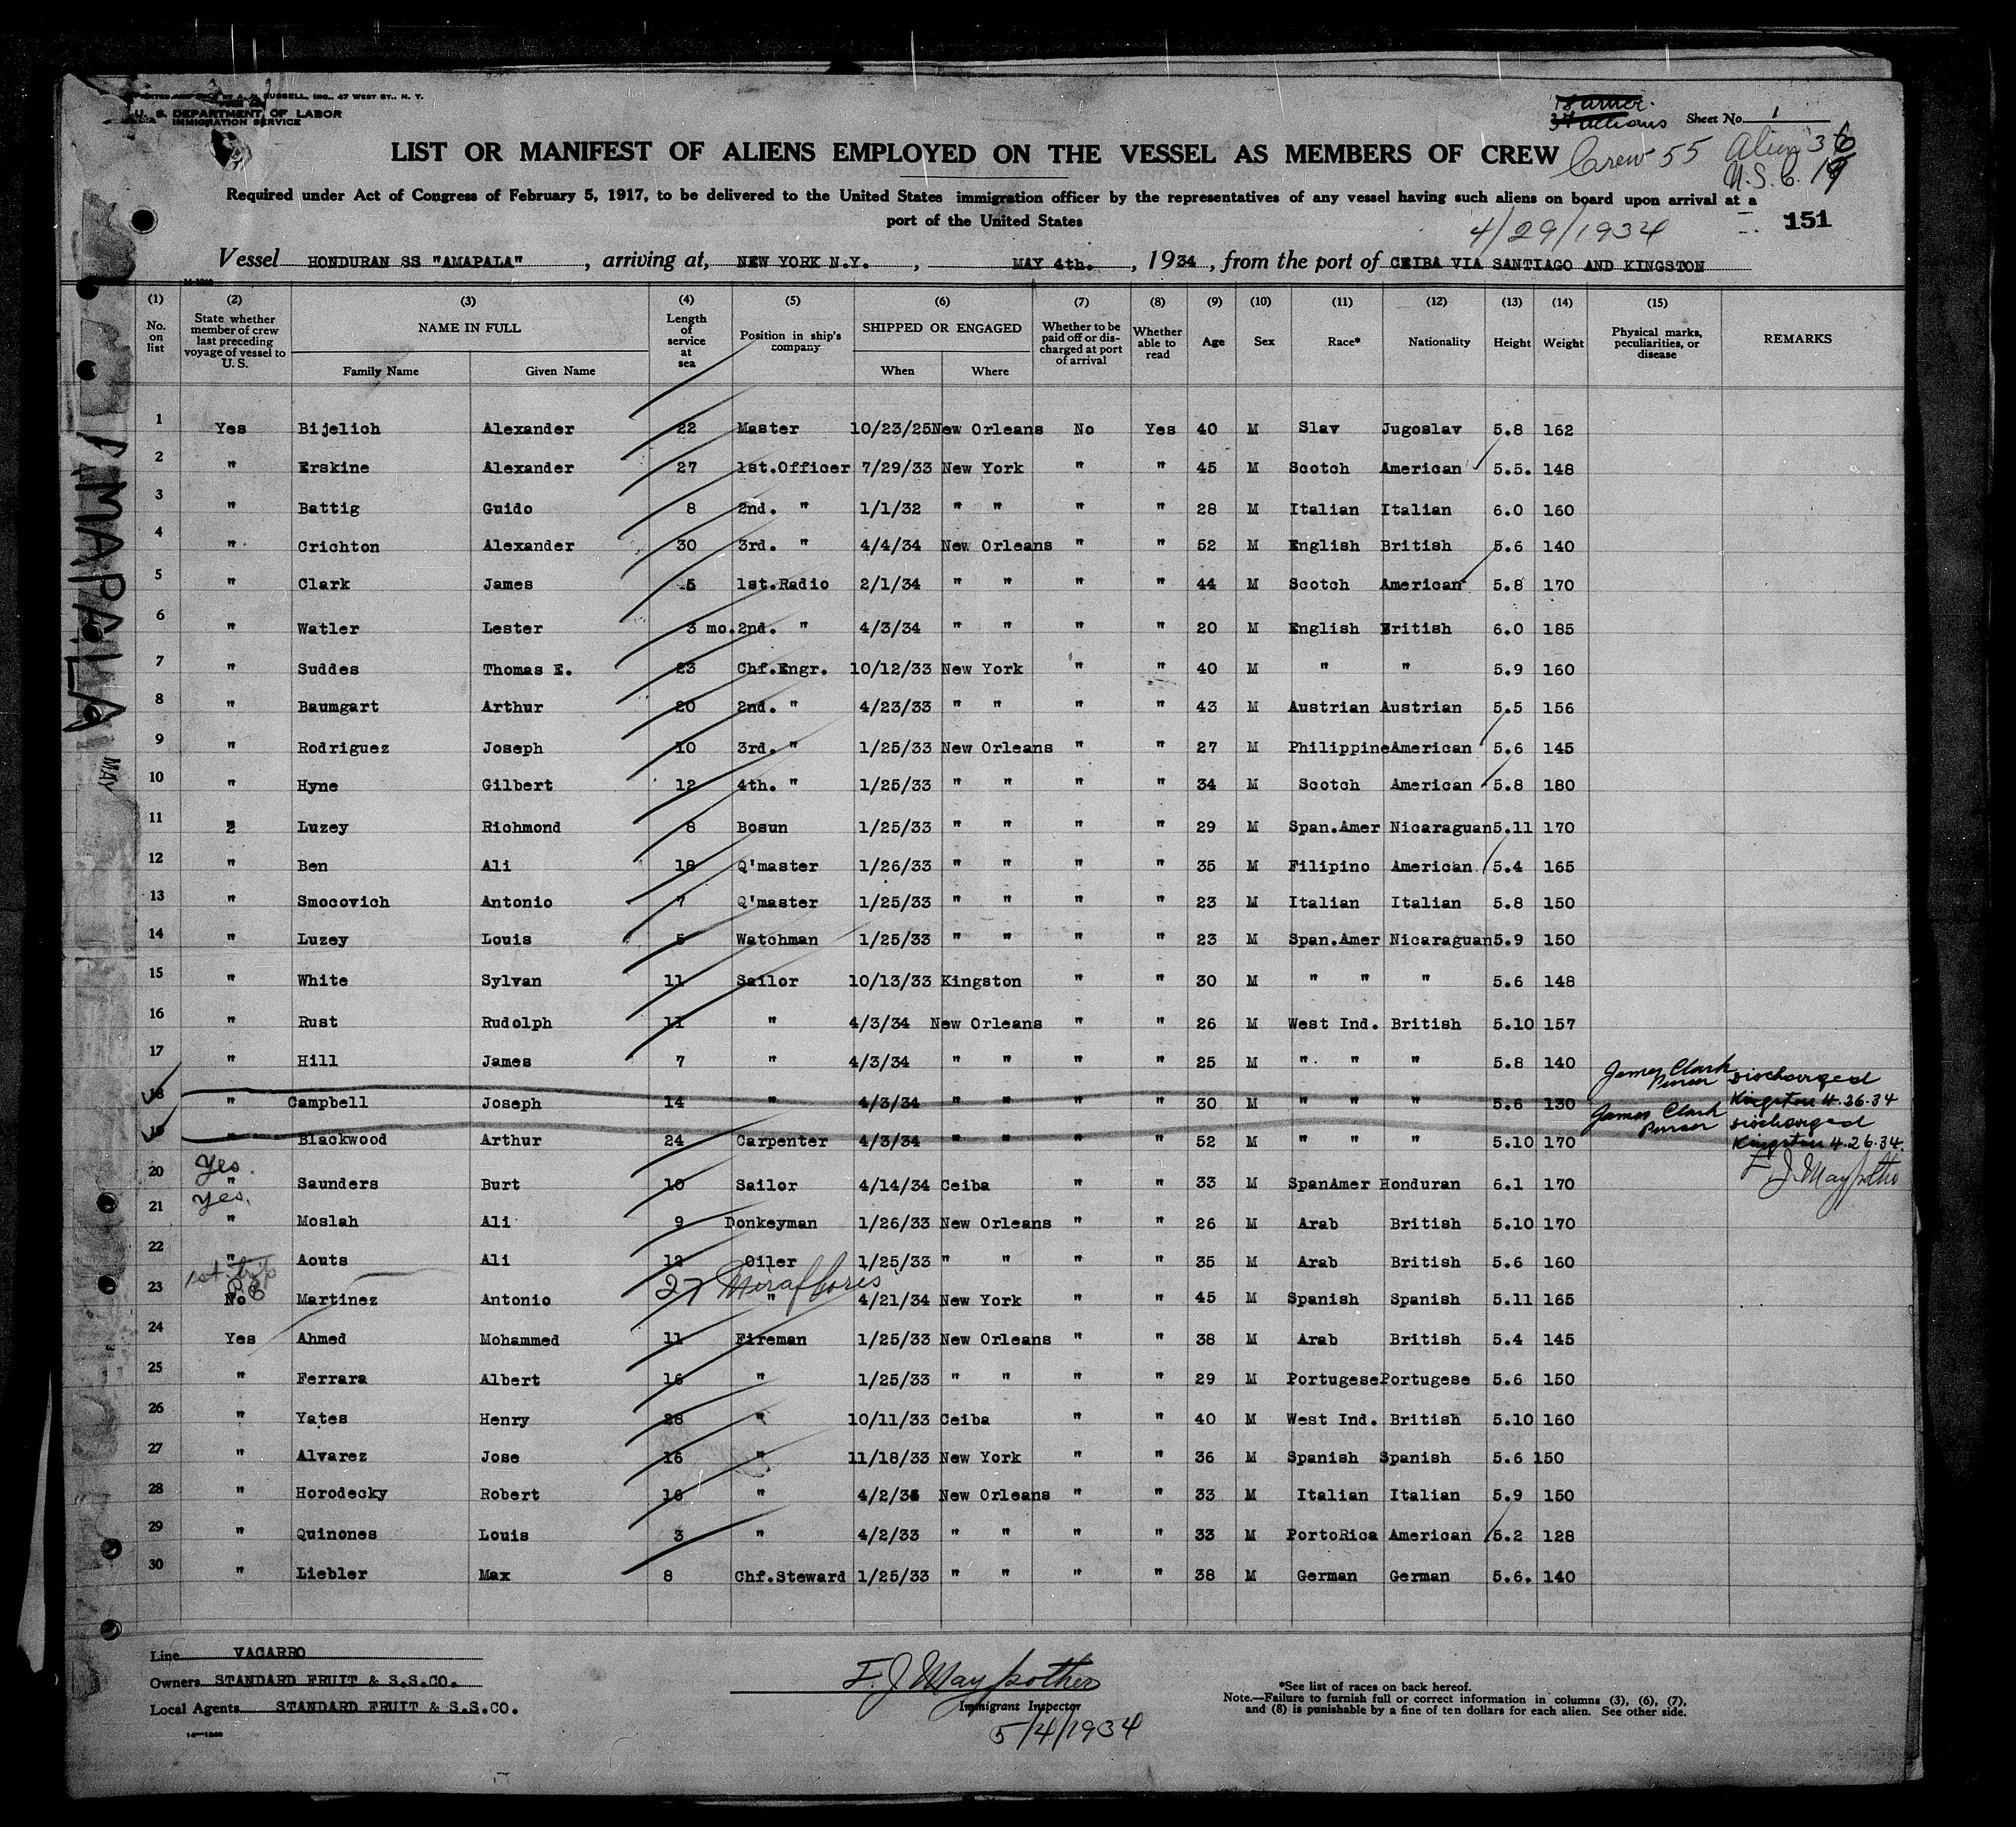 PRINTED AND SOLD BY A. H. BUSSELL, INC., 47 WEST ST., N. Y.
U. S. DEPARTMENT OF LABOR
IMMIGRATION SERVICE
Sheet No. 1
LIST OR MANIFEST OF ALIENS EMPLOYED ON THE VESSEL AS MEMBERS OF CREW Crew 55 Alien 36
U.S.C. 19
Required under Act of Congress of February 5, 1917, to be delivered to the United States immigration officer by the representatives of any vessel having such aliens on board upon arrival at a
port of the United States
4/29/1934
151
Vessel HONDURAN SS "AMAPALA", arriving at, NEW YORK N.Y., MAY 4th., 1934, from the port of CEIBA VIA SANTIAGO AND KINGSTON
(1) (2) (3) (4) (5) (6) (7) (8) (9) (10) (11) (12) (13) (14) (15)
No. on list | State whether member of crew last preceding voyage of vessel to U. S. | NAME IN FULL | Length of service at sea | Position in ship's company | SHIPPED OR ENGAGED | Whether to be paid off or discharged at port of arrival | Whether able to read | Age | Sex | Race* | Nationality | Height | Weight | Physical marks, peculiarities, or disease | REMARKS
Family Name | Given Name | When | Where
1 Yes Bijelich Alexander 22 Master 10/23/25 New Orleans No Yes 40 M Slav Jugoslav 5.8 162
2 " Erskine Alexander 27 1st.Officer 7/29/33 New York " " 45 M Scotch American 5.5. 148
3 " Battig Guido 8 2nd. " 1/1/32 " " " " 28 M Italian Italian 6.0 160
4 " Crichton Alexander 30 3rd. " 4/4/34 New Orleans " " 52 M English British 5.6 140
5 " Clark James 5 1st.Radio 2/1/34 " " " " 44 M Scotch American 5.8 170
6 " Watler Lester 3 mo. 2nd. " 4/3/34 " " " " 20 M English British 6.0 185
7 " Suddes Thomas E. 23 Chf.Engr. 10/12/33 New York " " 40 M " " 5.9 160
8 " Baumgart Arthur 20 2nd. " 4/23/33 " " " " 43 M Austrian Austrian 5.5 156
9 " Rodriguez Joseph 10 3rd. " 1/25/33 New Orleans " " 27 M Philippine American 5.6 145
10 " Hyne Gilbert 12 4th. " 1/25/33 " " " " 34 M Scotch American 5.8 180
11 " Luzey Richmond 8 Bosun 1/25/33 " " " " 29 M Span.Amer Nicaraguan 5.11 170
12 " Ben Ali 18 Q'master 1/26/33 " " " " 35 M Filipino American 5.4 165
13 " Smocovich Antonio 7 Q'master 1/25/33 " " " " 23 M Italian Italian 5.8 150
14 " Luzey Louis 5 Watchman 1/25/33 " " " " 23 M Span.Amer Nicaraguan 5.9 150
15 " White Sylvan 11 Sailor 10/13/33 Kingston " " 30 M " " " 5.6 148
16 " Rust Rudolph 11 " 4/3/34 New Orleans " " 26 M West Ind. British 5.10 157
17 " Hill James 7 " 4/3/34 " " " " 25 M " " " 5.8 140
18 " Campbell Joseph 14 " 4/3/34 " " " " 30 M " " " 5.6 130 James Clark Purser Discharged Kingston 4.26.34
19 " Blackwood Arthur 24 Carpenter 4/3/34 " " " " 52 M " " " 5.10 170 James Clark Purser Discharged Kingston 4.26.34.
20 Yes. " Saunders Burt 10 Sailor 4/14/34 Ceiba " " 33 M SpanAmer Honduran 6.1 170
21 Yes. " Moslah Ali 9 Donkeyman 1/26/33 New Orleans " " 26 M Arab British 5.10 170
22 " Aouts Ali 12 Oiler 1/25/33 " " " " 35 M Arab British 5.6 160
23 1st. trip No Martinez Antonio 27 Miraflores " 4/21/34 New York " " 45 M Spanish Spanish 5.11 165
24 Yes Ahmed Mohammed 11 Fireman 1/25/33 New Orleans " " 38 M Arab British 5.4 145
25 " Ferrara Albert 16 " 1/25/33 " " " " 29 M Portugese Portugese 5.6 150
26 " Yates Henry 28 " 10/11/33 Ceiba " " 40 M West Ind. British 5.10 160
27 " Alvarez Jose 16 " 11/18/33 New York " " 36 M Spanish Spanish 5.6 150
28 " Horodecky Robert 16 " New Orleans " " 33 M Italian Italian 5.9 150
29 " Quinones Louis 3 " 4/2/33 " " " " 33 M PortoRica American 5.2 128
30 " Liebler Max 8 Chf.Steward 1/25/33 " " " " 38 M German German 5.6. 140
AMAPALA
MAY
Line VACARRO
Owners STANDARD FRUIT & S.S.CO.
Local Agents STANDARD FRUIT & S.S.CO.
Immigrant Inspector
5/4/1934
*See list of races on back hereof.
Note.—Failure to furnish full or correct information in columns (3), (6), (7),
and (8) is punishable by a fine of ten dollars for each alien. See other side.